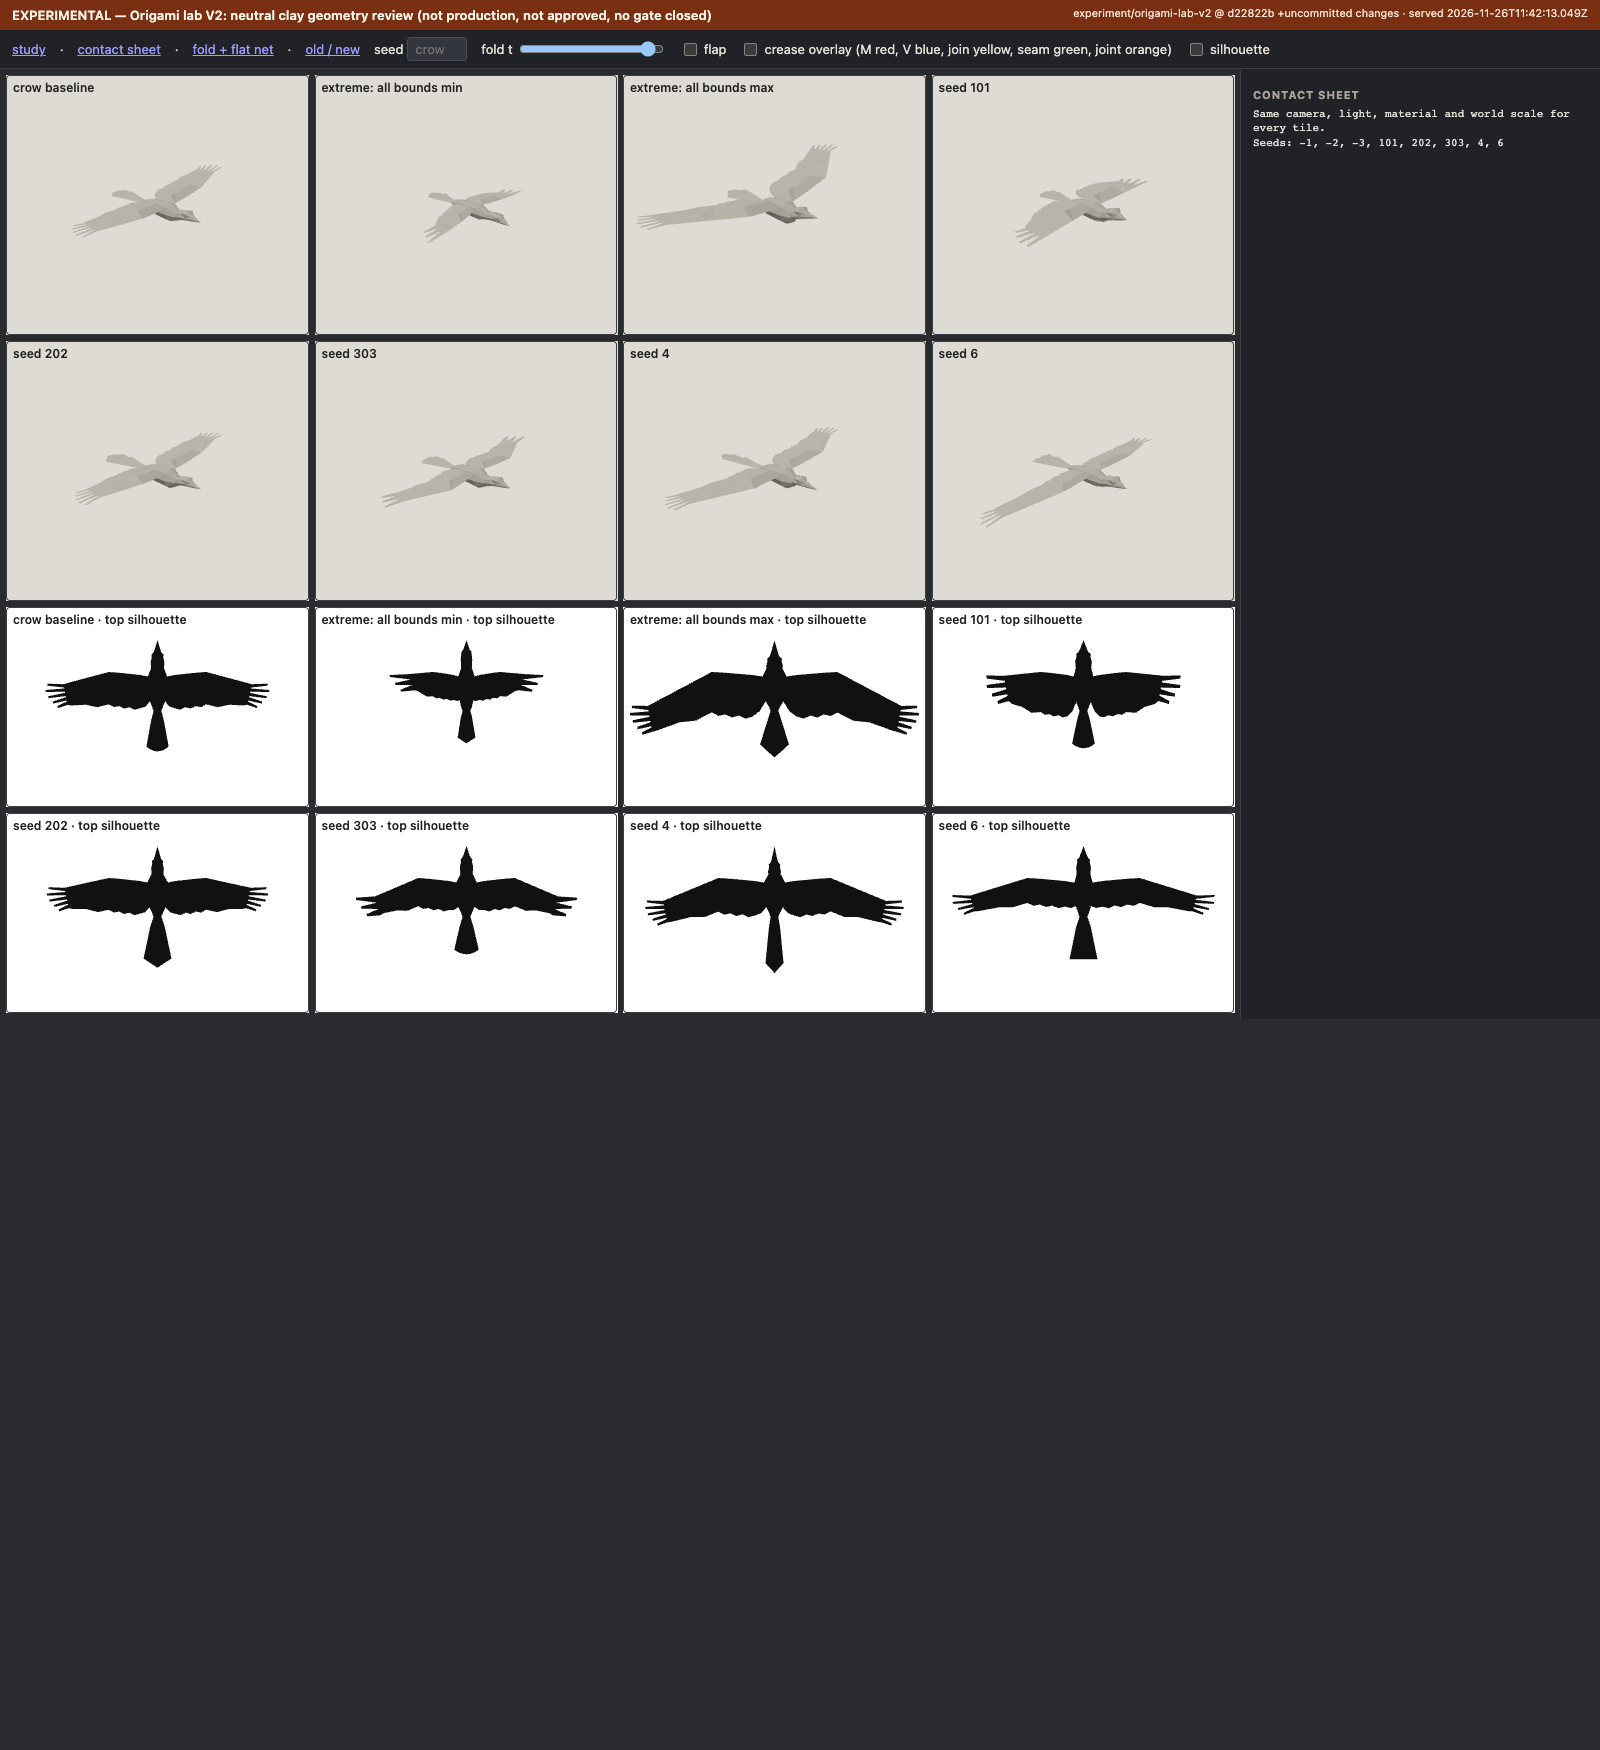 EXPERIMENTAL — Origami lab V2: neutral clay geometry review (not production, not approved, no gate closed)
experiment/origami-lab-v2 @ d22822b +uncommitted changes · served 2026-11-26T11:42:13.049Z
study · contact sheet · fold + flat net · old / new seed crow fold t flap crease overlay (M red, V blue, join yellow, seam green, joint orange) silhouette
crow baseline
extreme: all bounds min
extreme: all bounds max
seed 101
CONTACT SHEET
Same camera, light, material and world scale for
every tile.
Seeds: -1, -2, -3, 101, 202, 303, 4, 6
seed 202
seed 303
seed 4
seed 6
crow baseline · top silhouette
extreme: all bounds min · top silhouette
extreme: all bounds max · top silhouette
seed 101 · top silhouette
seed 202 · top silhouette
seed 303 · top silhouette
seed 4 · top silhouette
seed 6 · top silhouette